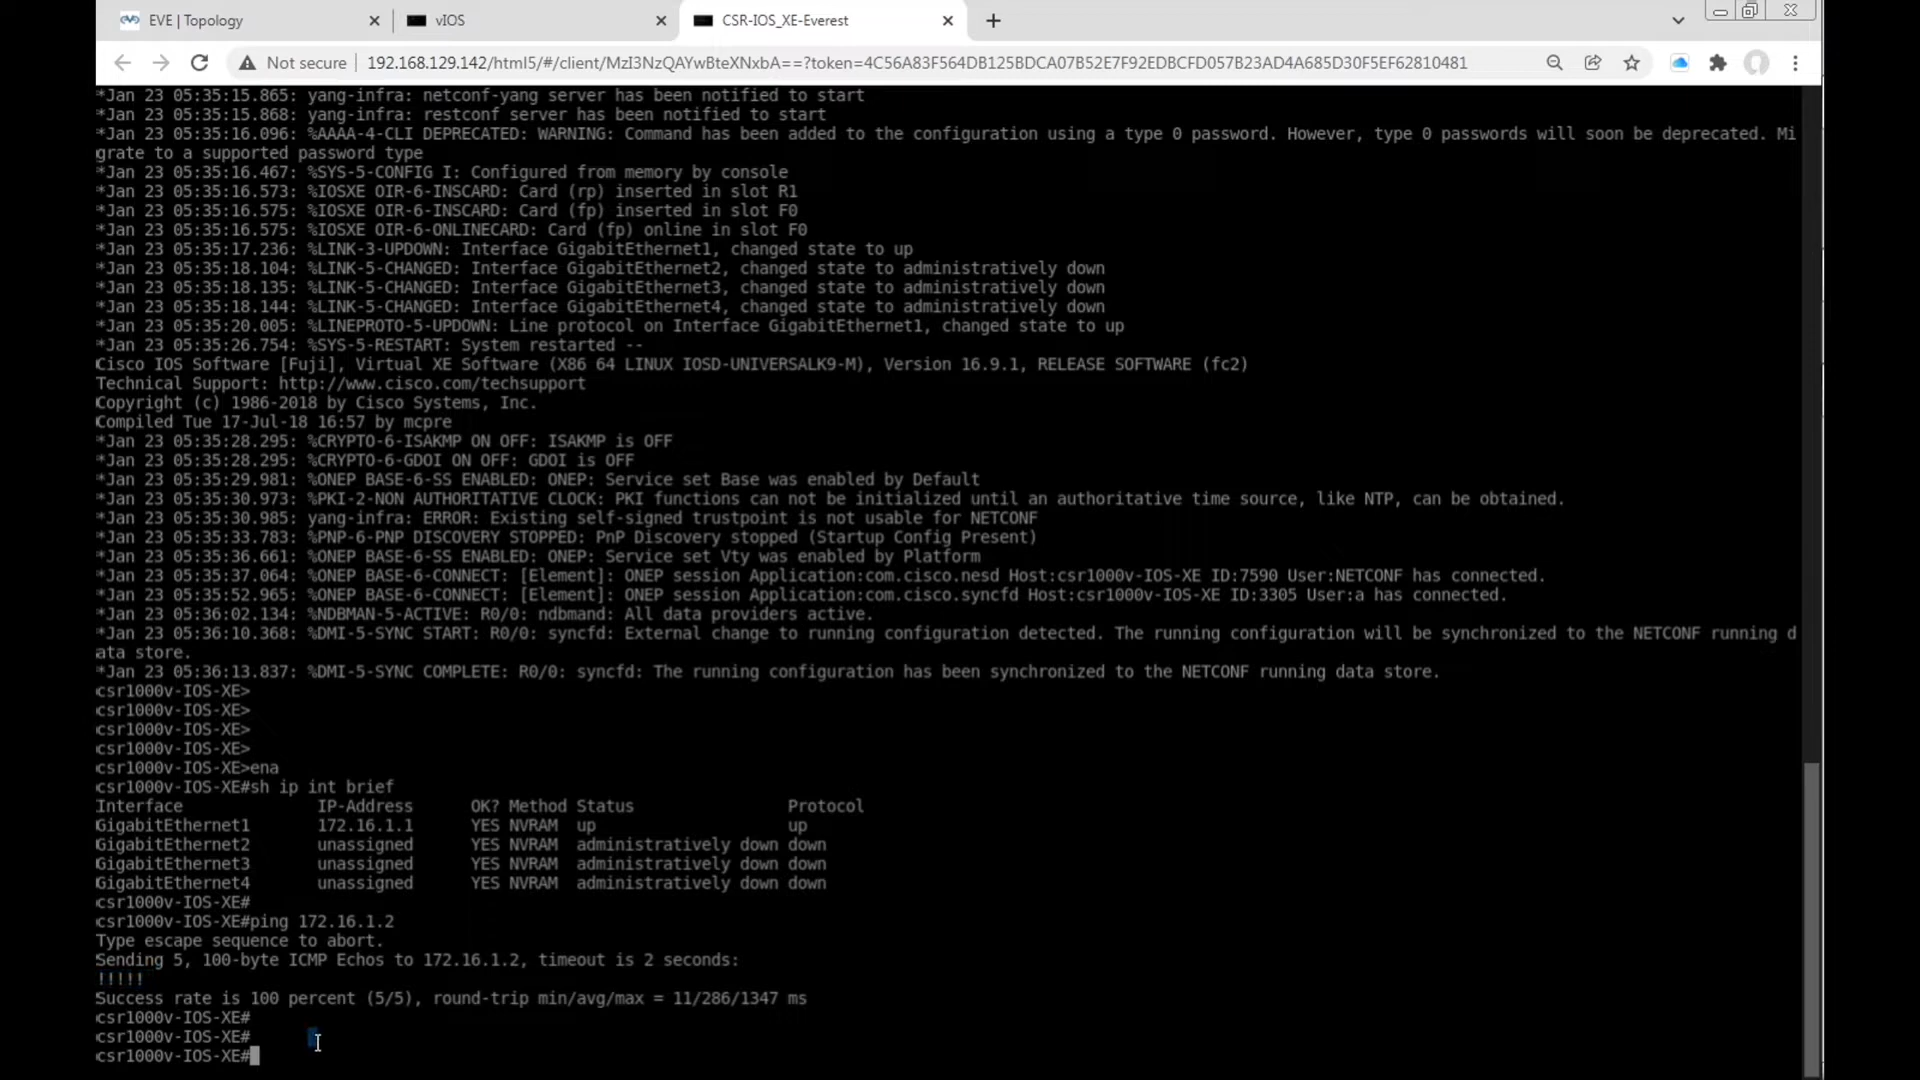 EVE | Topology
vIOS
CSR-IOS_XE-Everest
Not secure
192.168.129.142/html5/#/client/MzI3NzQAYwBteXNxbA==?token=4C56A83F564DB125BDCA07B52E7F92EDBCFD057B23AD4A685D30F5EF62810481
*Jan 23 05:35:15.865: yang-infra: netconf-yang server has been notified to start
*Jan 23 05:35:15.868: yang-infra: restconf server has been notified to start
*Jan 23 05:35:16.096: %AAAA-4-CLI DEPRECATED: WARNING: Command has been added to the configuration using a type 0 password. However, type 0 passwords will soon be deprecated. Mi
grate to a supported password type
*Jan 23 05:35:16.467: %SYS-5-CONFIG I: Configured from memory by console
*Jan 23 05:35:16.573: %IOSXE OIR-6-INSCARD: Card (rp) inserted in slot R1
*Jan 23 05:35:16.575: %IOSXE OIR-6-INSCARD: Card (fp) inserted in slot F0
*Jan 23 05:35:16.575: %IOSXE OIR-6-ONLINECARD: Card (fp) online in slot F0
*Jan 23 05:35:17.236: %LINK-3-UPDOWN: Interface GigabitEthernet1, changed state to up
*Jan 23 05:35:18.104: %LINK-5-CHANGED: Interface GigabitEthernet2, changed state to administratively down
*Jan 23 05:35:18.135: %LINK-5-CHANGED: Interface GigabitEthernet3, changed state to administratively down
*Jan 23 05:35:18.144: %LINK-5-CHANGED: Interface GigabitEthernet4, changed state to administratively down
*Jan 23 05:35:20.005: %LINEPROTO-5-UPDOWN: Line protocol on Interface GigabitEthernet1, changed state to up
*Jan 23 05:35:26.754: %SYS-5-RESTART: System restarted --
Cisco IOS Software [Fuji], Virtual XE Software (X86 64 LINUX IOSD-UNIVERSALK9-M), Version 16.9.1, RELEASE SOFTWARE (fc2)
Technical Support: http://www.cisco.com/techsupport
Copyright (c) 1986-2018 by Cisco Systems, Inc.
Compiled Tue 17-Jul-18 16:57 by mcpre
*Jan 23 05:35:28.295: %CRYPTO-6-ISAKMP ON OFF: ISAKMP is OFF
*Jan 23 05:35:28.295: %CRYPTO-6-GDOI ON OFF: GDOI is OFF
*Jan 23 05:35:29.981: %ONEP BASE-6-SS ENABLED: ONEP: Service set Base was enabled by Default
*Jan 23 05:35:30.973: %PKI-2-NON AUTHORITATIVE CLOCK: PKI functions can not be initialized until an authoritative time source, like NTP, can be obtained.
*Jan 23 05:35:30.985: yang-infra: ERROR: Existing self-signed trustpoint is not usable for NETCONF
*Jan 23 05:35:33.783: %PNP-6-PNP DISCOVERY STOPPED: PnP Discovery stopped (Startup Config Present)
*Jan 23 05:35:36.661: %ONEP BASE-6-SS ENABLED: ONEP: Service set Vty was enabled by Platform
*Jan 23 05:35:37.064: %ONEP BASE-6-CONNECT: [Element]: ONEP session Application:com.cisco.nesd Host:csr1000v-IOS-XE ID:7590 User:NETCONF has connected.
*Jan 23 05:35:52.965: %ONEP BASE-6-CONNECT: [Element]: ONEP session Application:com.cisco.syncfd Host:csr1000v-IOS-XE ID:3305 User:a has connected.
*Jan 23 05:36:02.134: %NDBMAN-5-ACTIVE: R0/0: ndbmand: All data providers active.
*Jan 23 05:36:10.368: %DMI-5-SYNC START: R0/0: syncfd: External change to running configuration detected. The running configuration will be synchronized to the NETCONF running d
ata store.
*Jan 23 05:36:13.837: %DMI-5-SYNC COMPLETE: R0/0: syncfd: The running configuration has been synchronized to the NETCONF running data store.
csr1000v-IOS-XE>
csr1000v-IOS-XE>
csr1000v-IOS-XE>
csr1000v-IOS-XE>
csr1000v-IOS-XE>ena
csr1000v-IOS-XE#sh ip int brief
Interface IP-Address OK? Method Status Protocol
GigabitEthernet1 172.16.1.1 YES NVRAM up up
GigabitEthernet2 unassigned YES NVRAM administratively down down
GigabitEthernet3 unassigned YES NVRAM administratively down down
GigabitEthernet4 unassigned YES NVRAM administratively down down
csr1000v-IOS-XE#
csr1000v-IOS-XE#ping 172.16.1.2
Type escape sequence to abort.
Sending 5, 100-byte ICMP Echos to 172.16.1.2, timeout is 2 seconds:
!!!!!
Success rate is 100 percent (5/5), round-trip min/avg/max = 11/286/1347 ms
csr1000v-IOS-XE#
csr1000v-IOS-XE#
csr1000v-IOS-XE#